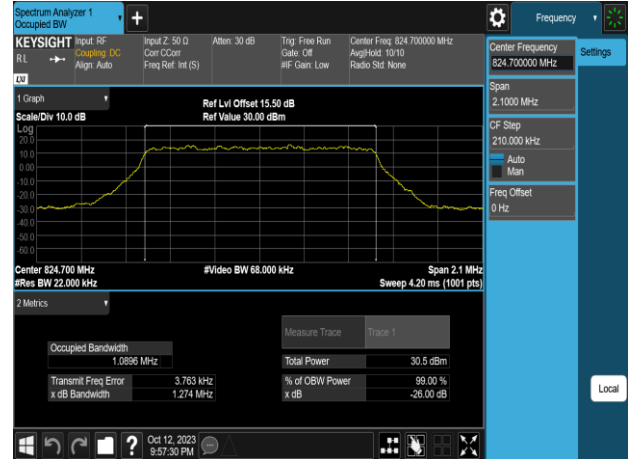 Spectrum Analyzer 1
Occupied BW
Frequency
KEYSIGHT
RL
Input: RF
Coupling: DC
Align: Auto
Input Z: 50 Ω
Corr CCorr
Freq Ref: Int (S)
Atten: 30 dB
Trig: Free Run
Gate: Off
#IF Gain: Low
Center Freq: 824.700000 MHz
Avg|Hold: 10/10
Radio Std: None
LXI
Center Frequency
824.700000 MHz
Settings
Span
2.1000 MHz
CF Step
210.000 kHz
Auto
Man
Freq Offset
0 Hz
1 Graph
Scale/Div 10.0 dB
Ref Lvl Offset 15.50 dB
Ref Value 30.00 dBm
Log
20.0
10.0
0.00
-10.0
-20.0
-30.0
-40.0
-50.0
-60.0
Center 824.700 MHz
#Video BW 68.000 kHz
Span 2.1 MHz
#Res BW 22.000 kHz
Sweep 4.20 ms (1001 pts)
2 Metrics
Measure Trace
Trace 1
Occupied Bandwidth
1.0896 MHz
Total Power
30.5 dBm
Transmit Freq Error
3.763 kHz
% of OBW Power
99.00 %
x dB Bandwidth
1.274 MHz
x dB
-26.00 dB
Local
Oct 12, 2023
9:57:30 PM